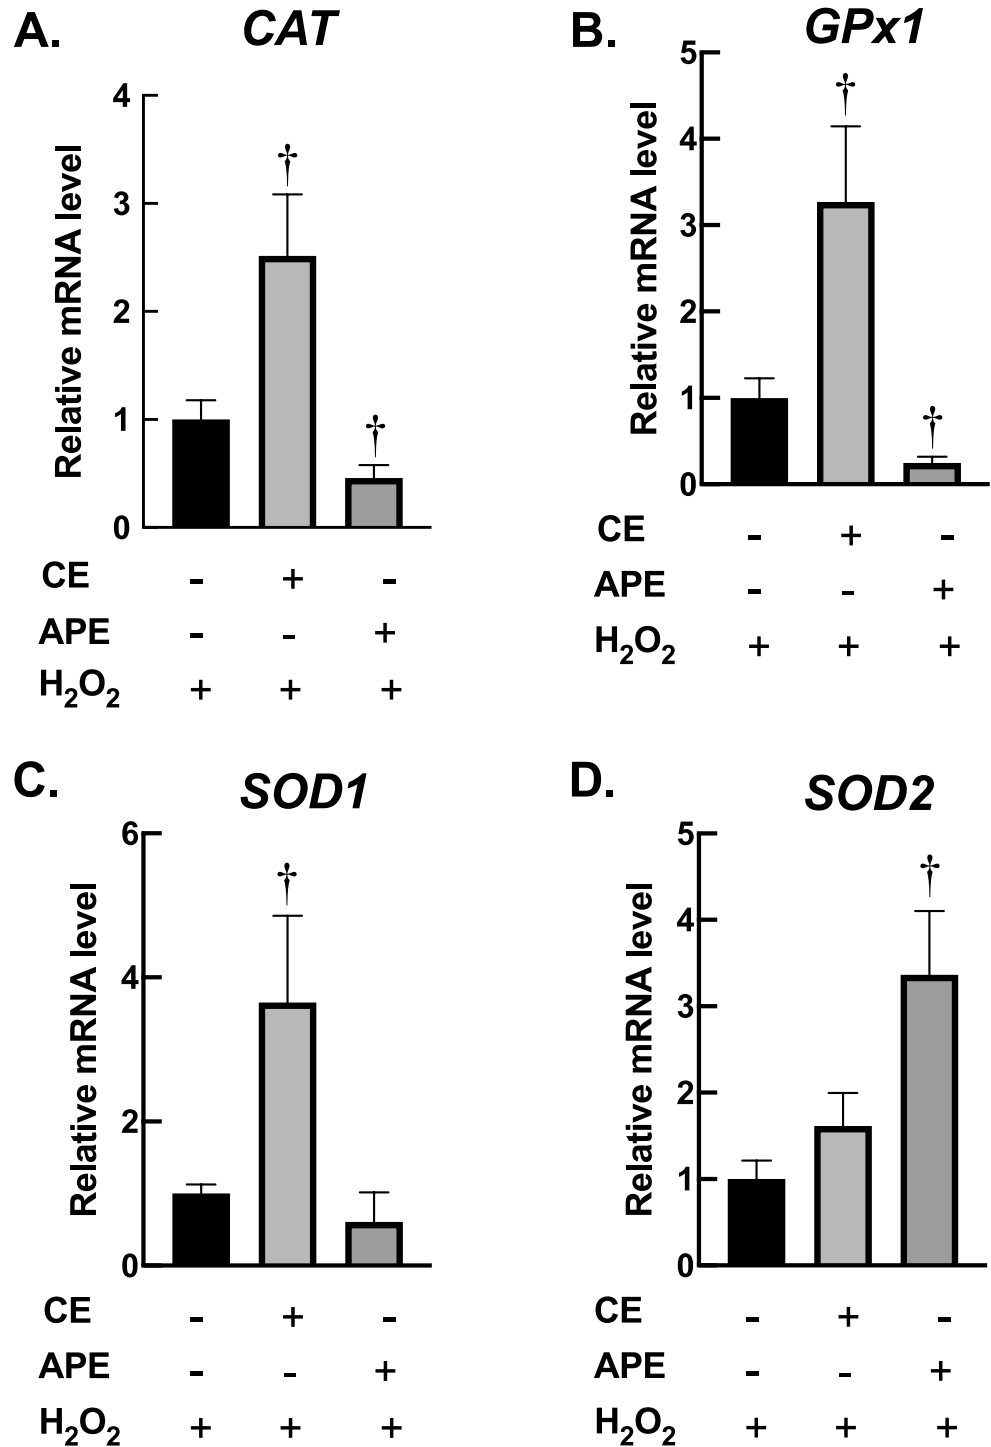 A. CAT
Relative mRNA level
4
3
2
1
0
CE - + -
APE - - +
H₂O₂ + + +
†
†
B. GPx1
Relative mRNA level
5
4
3
2
1
0
CE - + -
APE - - +
H₂O₂ + + +
†
†
C. SOD1
Relative mRNA level
6
4
2
0
CE - + -
APE - - +
H₂O₂ + + +
†
D. SOD2
Relative mRNA level
5
4
3
2
1
0
CE - + -
APE - - +
H₂O₂ + + +
†